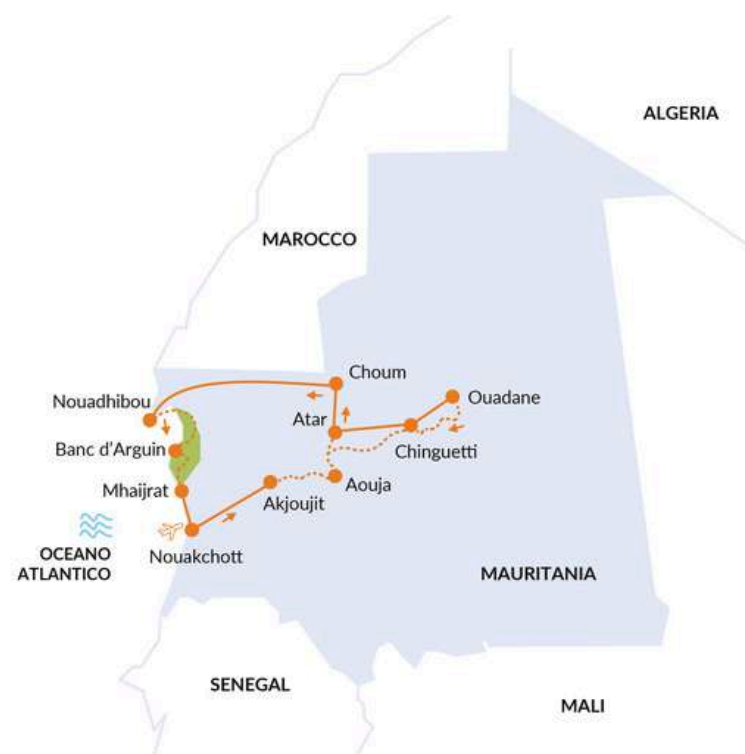 ALGERIA
MAROCCO
Choum
Nouadhibou
Ouadane
Atar
Banc d'Arguin
Chinguetti
Mhaijrat
Akjoujit
Aouja
OCEANO
ATLANTICO
Nouakchott
MAURITANIA
SENEGAL
MALI